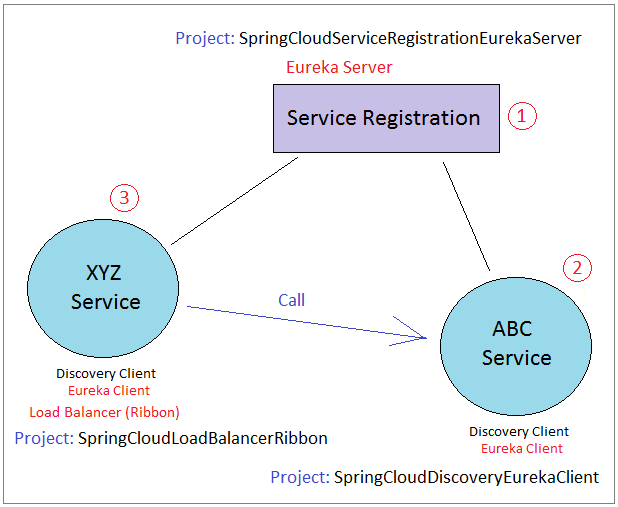 Project: SpringCloudServiceRegistrationEurekaServer
Eureka Server
Service Registration
1
3
XYZ
Service
Call
2
ABC
Service
Discovery Client
Eureka Client
Load Balancer (Ribbon)
Project: SpringCloudLoadBalancerRibbon
Discovery Client
Eureka Client
Project: SpringCloudDiscoveryEurekaClient